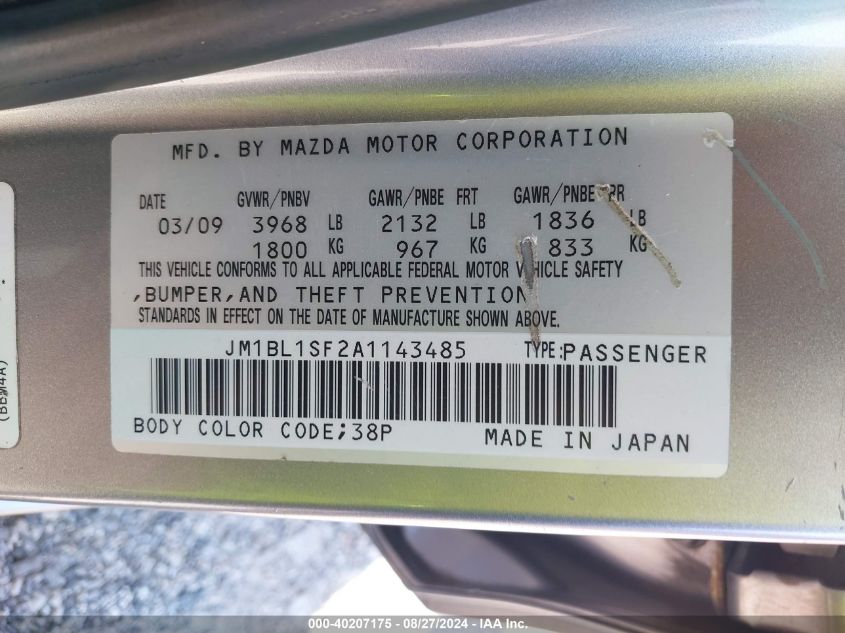 MFD. BY MAZDA MOTOR CORPORATION
DATE GVWR/PNBV GAWR/PNBE FRT GAWR/PNBE RR
03/09 3968 LB 2132 LB 1836 LB
1800 KG 967 KG 833 KG
THIS VEHICLE CONFORMS TO ALL APPLICABLE FEDERAL MOTOR VEHICLE SAFETY
,BUMPER,AND THEFT PREVENTION
STANDARDS IN EFFECT ON THE DATE OF MANUFACTURE SHOWN ABOVE.
JM1BL1SF2A1143485 TYPE:PASSENGER
BODY COLOR CODE;38P MADE IN JAPAN
000-40207175 - 08/27/2024 - IAA Inc.